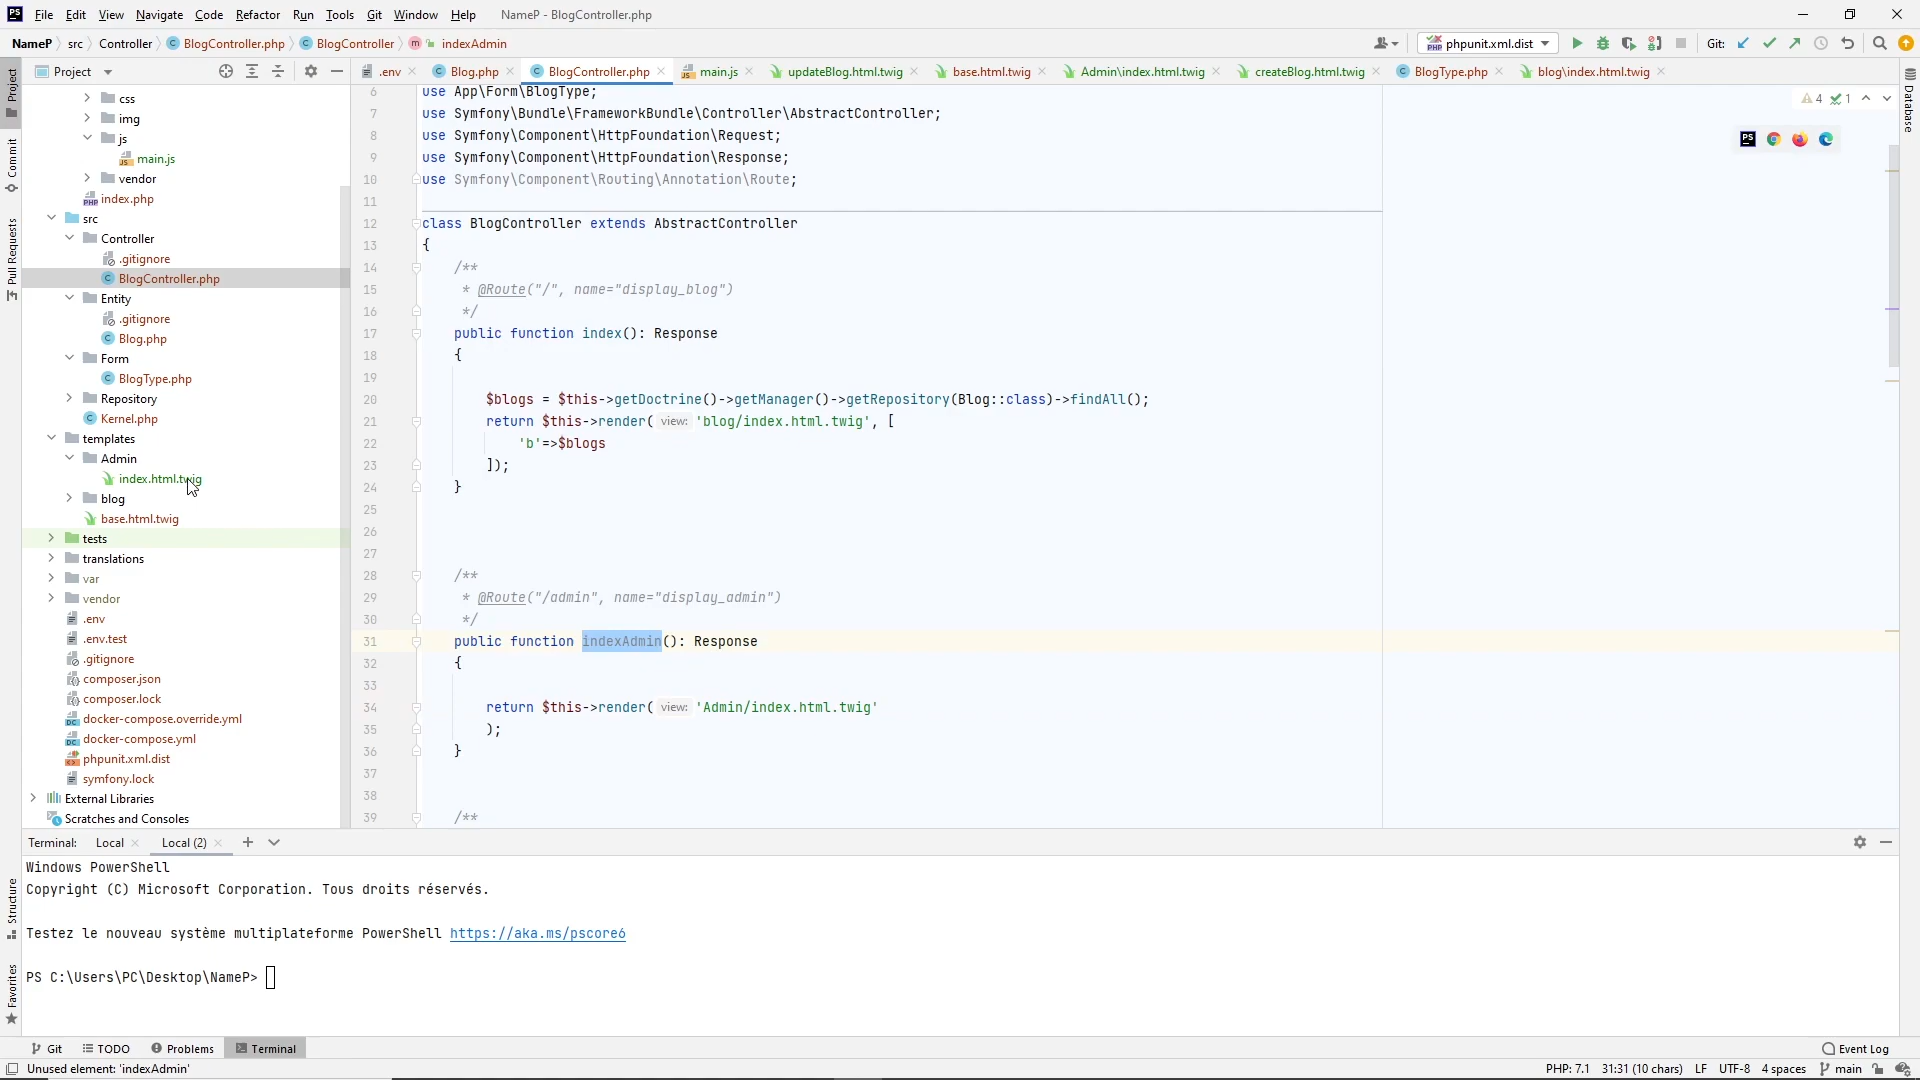 File Edit View Navigate Code Refactor Run Tools Git Window Help NameP - BlogController.php
NameP src Controller BlogController.php BlogController indexAdmin phpunit.xml.dist Git:
Project
.env Blog.php BlogController.php main.js updateBlog.html.twig base.html.twig Admin\index.html.twig createBlog.html.twig BlogType.php blog\index.html.twig
Project
Commit
Pull Requests
Structure
Favorites
Database
css
img
js
main.js
vendor
index.php
src
Controller
.gitignore
BlogController.php
Entity
.gitignore
Blog.php
Form
BlogType.php
Repository
Kernel.php
templates
Admin
index.html.twig
blog
base.html.twig
tests
translations
var
vendor
.env
.env.test
.gitignore
composer.json
composer.lock
docker-compose.override.yml
docker-compose.yml
phpunit.xml.dist
symfony.lock
External Libraries
Scratches and Consoles
4 1
6 use App\Form\BlogType;
7 use Symfony\Bundle\FrameworkBundle\Controller\AbstractController;
8 use Symfony\Component\HttpFoundation\Request;
9 use Symfony\Component\HttpFoundation\Response;
10 use Symfony\Component\Routing\Annotation\Route;
11
12 class BlogController extends AbstractController
13 {
14 /**
15 * @Route("/", name="display_blog")
16 */
17 public function index(): Response
18 {
19
20 $blogs = $this->getDoctrine()->getManager()->getRepository(Blog::class)->findAll();
21 return $this->render( view: 'blog/index.html.twig', [
22 'b'=>$blogs
23 ]);
24 }
25
26
27
28 /**
29 * @Route("/admin", name="display_admin")
30 */
31 public function indexAdmin(): Response
32 {
33
34 return $this->render( view: 'Admin/index.html.twig'
35 );
36 }
37
38
39 /**
Terminal: Local Local (2)
Windows PowerShell
Copyright (C) Microsoft Corporation. Tous droits réservés.
Testez le nouveau système multiplateforme PowerShell https://aka.ms/pscore6
PS C:\Users\PC\Desktop\NameP>
Git TODO Problems Terminal Event Log
Unused element: 'indexAdmin' PHP: 7.1 31:31 (10 chars) LF UTF-8 4 spaces main